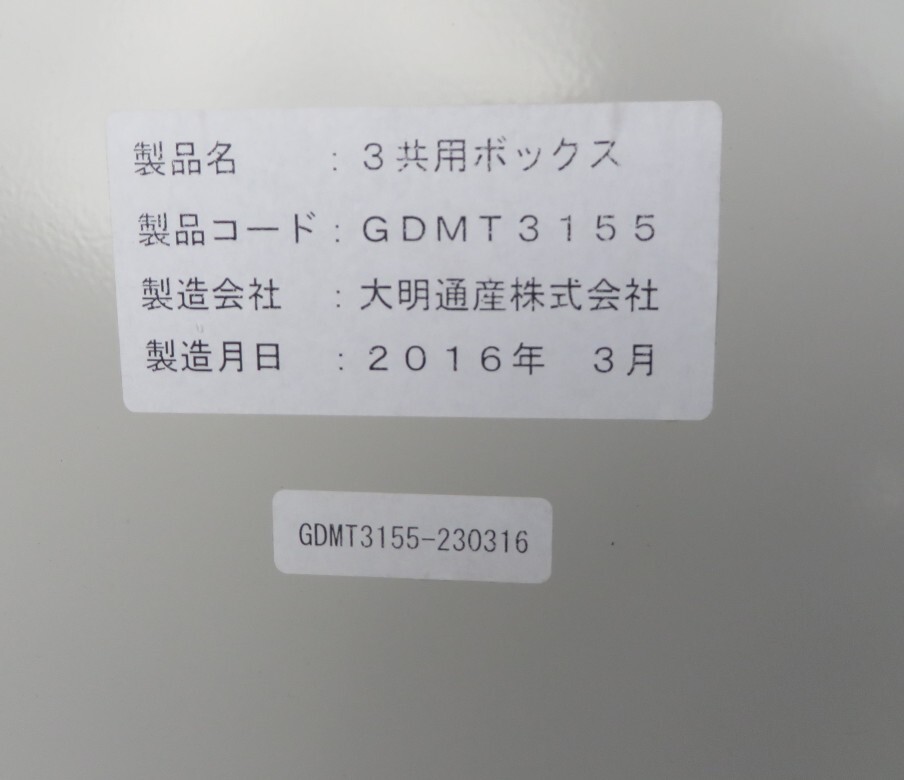 製品名　　　：３共用ボックス
製品コード：ＧＤＭＴ３１５５
製造会社　：大明通産株式会社
製造月日　：２０１６年　３月
GDMT3155-230316